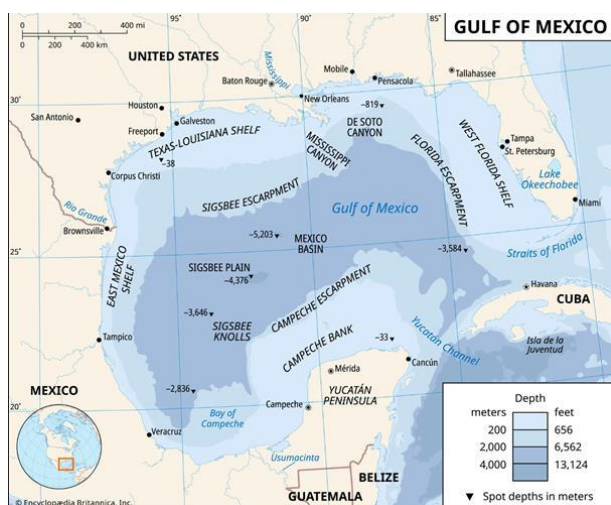 GULF OF MEXICO
0 200 400 mi
0 200 400 km
95
90
85
UNITED STATES
Mississippi
Mobile
Pensacola
Tallahassee
Baton Rouge
New Orleans
-819
DE SOTO
CANYON
30
Houston
San Antonio
Galveston
Freeport
TEXAS-LOUISIANA SHELF
-38
MISSISSIPPI
CANYON
FLORIDA ESCARPMENT
WEST FLORIDA SHELF
Tampa
St. Petersburg
Lake
Okeechobee
Corpus Christi
SIGSBEE ESCARPMENT
Gulf of Mexico
Miami
Rio Grande
Brownsville
-5,203
MEXICO
BASIN
-3,584
Straits of Florida
25
EAST MEXICO
SHELF
SIGSBEE PLAIN
-4,376
CAMPECHE ESCARPMENT
Havana
CUBA
-3,646
SIGSBEE
KNOLLS
CAMPECHE BANK
-33
Yucatán Channel
Isla de la
Juventud
Tampico
Mérida
Cancún
MEXICO
-2,836
YUCATÁN
PENINSULA
20
Bay of
Campeche
Campeche
Veracruz
Usumacinta
BELIZE
GUATEMALA
Depth
meters feet
200 656
2,000 6,562
4,000 13,124
▼ Spot depths in meters
© Encyclopædia Britannica, Inc.